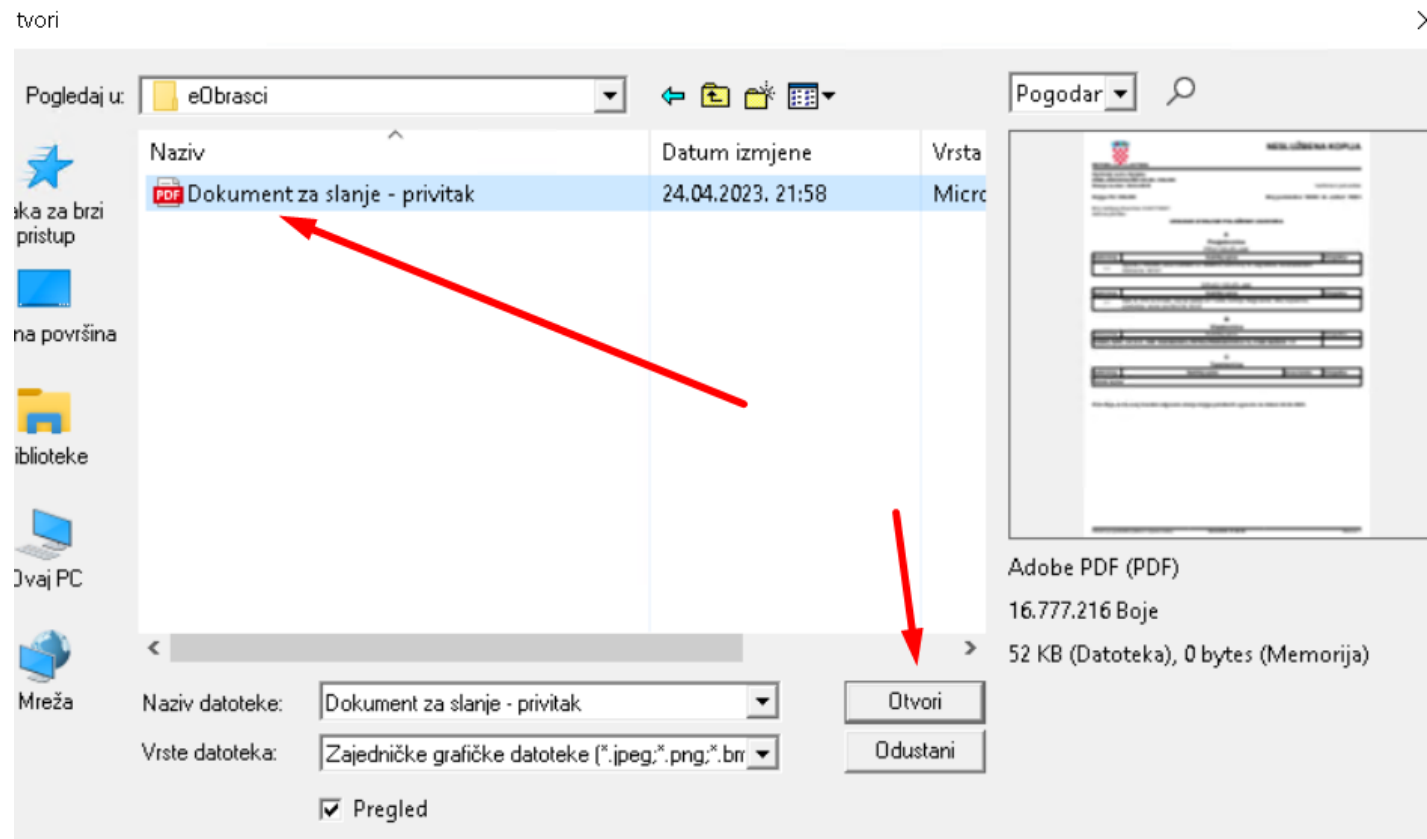 tvori
Pogledaj u:
eObrasci
Pogodar
Naziv
Datum izmjene
Vrsta
PDF Dokument za slanje - privitak
24.04.2023. 21:58
Micro
aka za brzi
pristup
na površina
iblioteke
Ovaj PC
Mreža
NESLUŽBENA KOPIJA
Adobe PDF (PDF)
16.777.216 Boje
52 KB (Datoteka), 0 bytes (Memorija)
Naziv datoteke:
Dokument za slanje - privitak
Otvori
Vrste datoteka:
Zajedničke grafičke datoteke (*.jpeg;*.png;*.bm
Odustani
Pregled